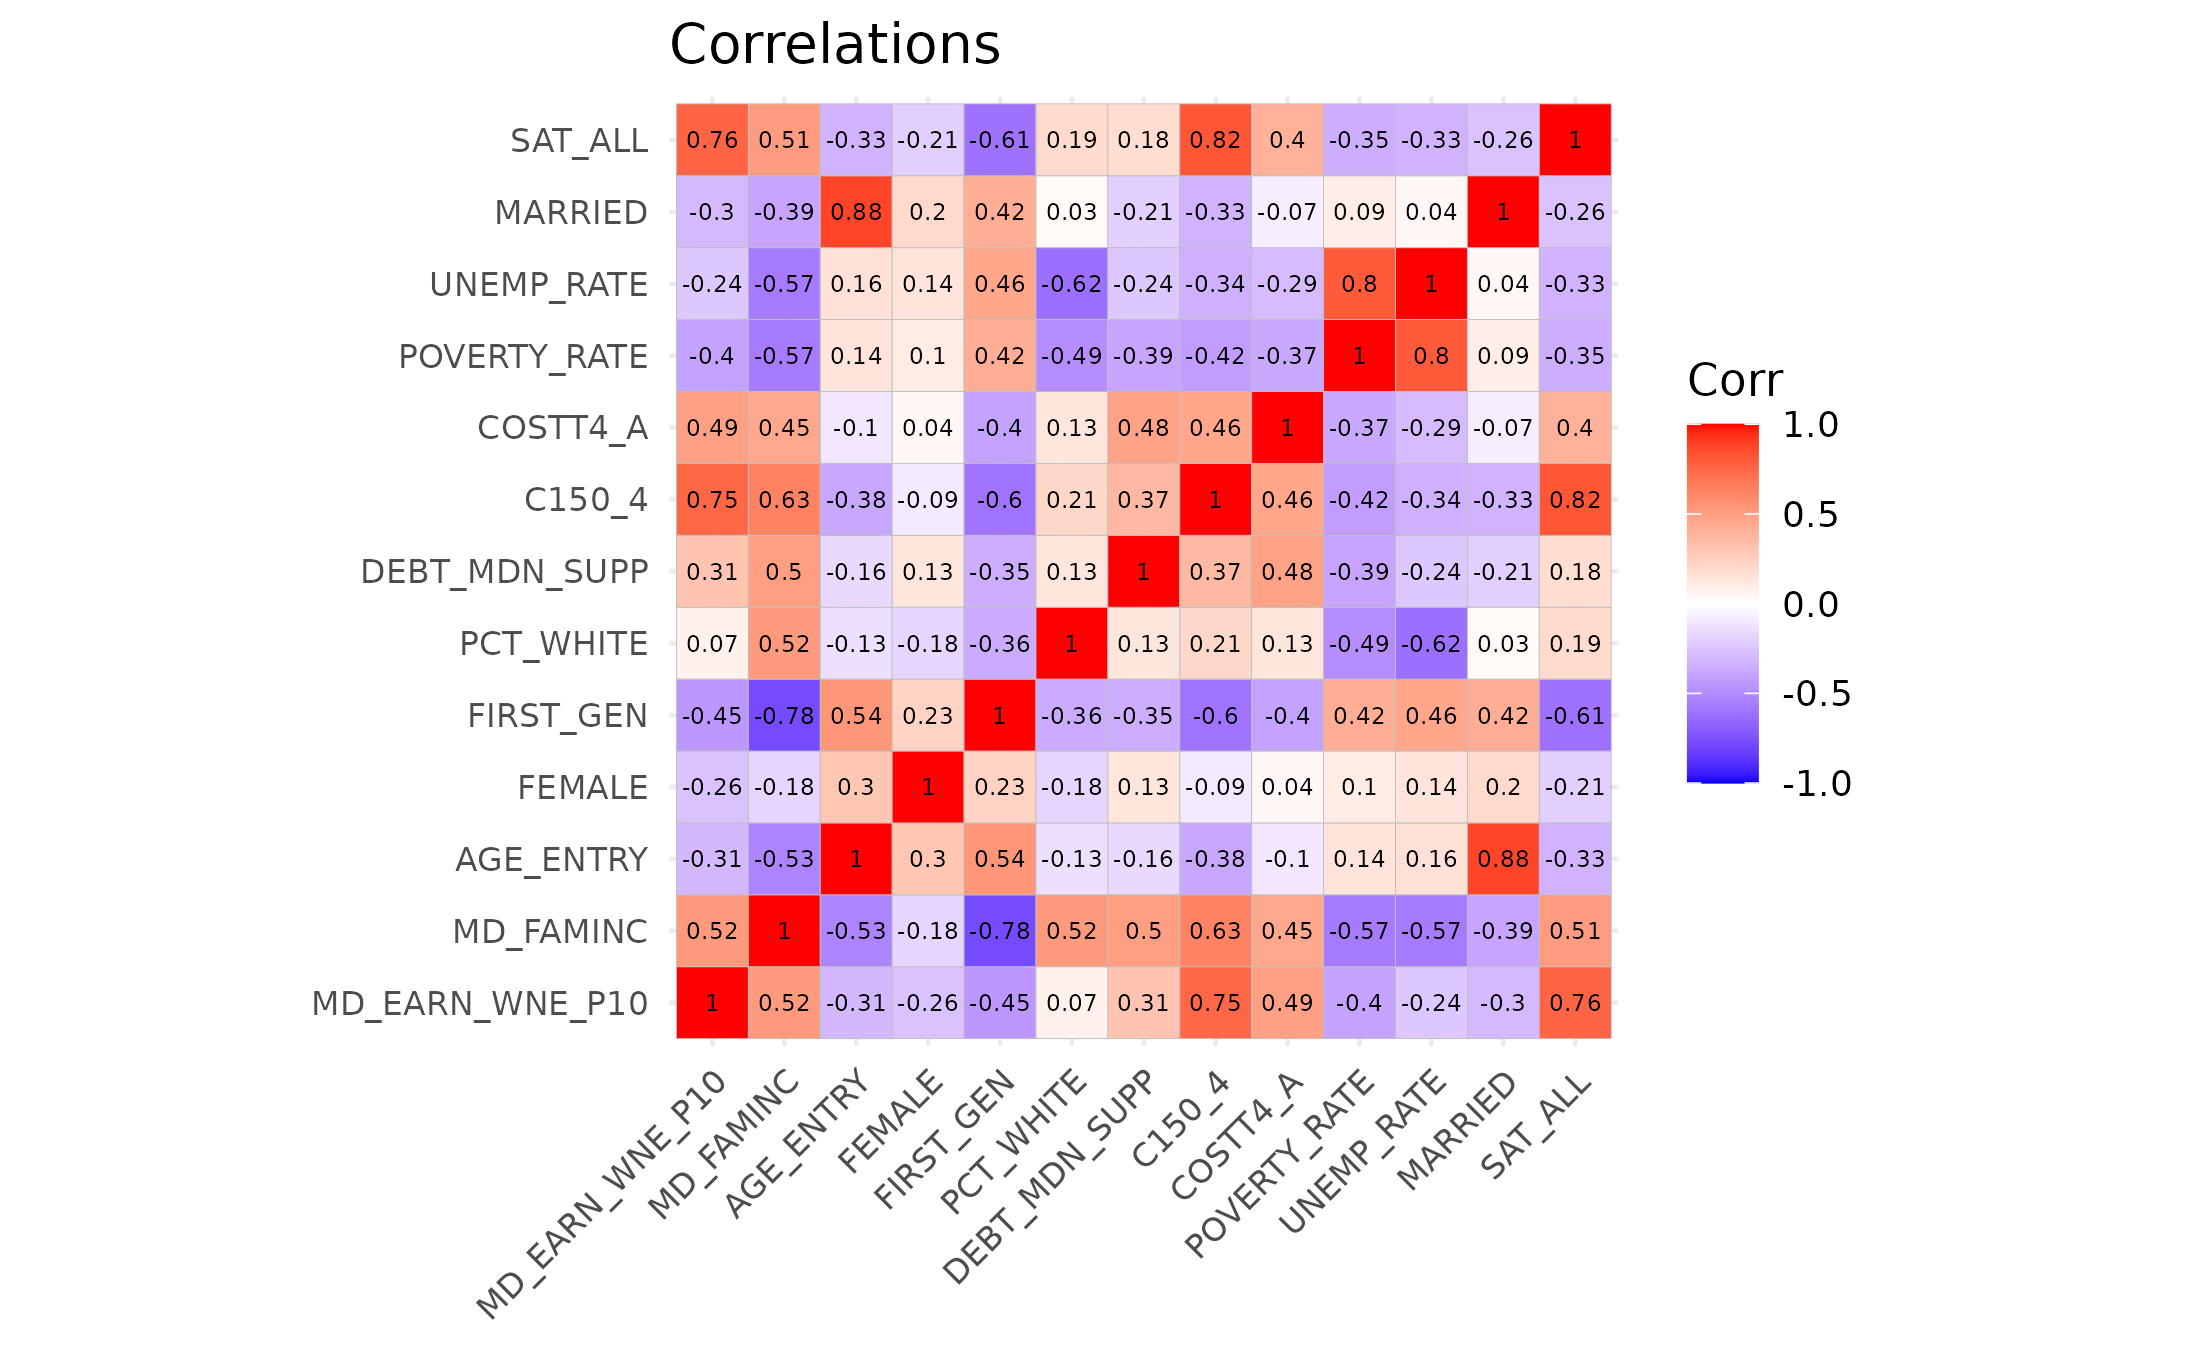 Correlations
SAT_ALL 0.76 0.51 -0.33 -0.21 -0.61 0.19 0.18 0.82 0.4 -0.35 -0.33 -0.26 1
MARRIED -0.3 -0.39 0.88 0.2 0.42 0.03 -0.21 -0.33 -0.07 0.09 0.04 1 -0.26
UNEMP_RATE -0.24 -0.57 0.16 0.14 0.46 -0.62 -0.24 -0.34 -0.29 0.8 1 0.04 -0.33
POVERTY_RATE -0.4 -0.57 0.14 0.1 0.42 -0.49 -0.39 -0.42 -0.37 1 0.8 0.09 -0.35
COSTT4_A 0.49 0.45 -0.1 0.04 -0.4 0.13 0.48 0.46 1 -0.37 -0.29 -0.07 0.4
C150_4 0.75 0.63 -0.38 -0.09 -0.6 0.21 0.37 1 0.46 -0.42 -0.34 -0.33 0.82
DEBT_MDN_SUPP 0.31 0.5 -0.16 0.13 -0.35 0.13 1 0.37 0.48 -0.39 -0.24 -0.21 0.18
PCT_WHITE 0.07 0.52 -0.13 -0.18 -0.36 1 0.13 0.21 0.13 -0.49 -0.62 0.03 0.19
FIRST_GEN -0.45 -0.78 0.54 0.23 1 -0.36 -0.35 -0.6 -0.4 0.42 0.46 0.42 -0.61
FEMALE -0.26 -0.18 0.3 1 0.23 -0.18 0.13 -0.09 0.04 0.1 0.14 0.2 -0.21
AGE_ENTRY -0.31 -0.53 1 0.3 0.54 -0.13 -0.16 -0.38 -0.1 0.14 0.16 0.88 -0.33
MD_FAMINC 0.52 1 -0.53 -0.18 -0.78 0.52 0.5 0.63 0.45 -0.57 -0.57 -0.39 0.51
MD_EARN_WNE_P10 1 0.52 -0.31 -0.26 -0.45 0.07 0.31 0.75 0.49 -0.4 -0.24 -0.3 0.76
MD_EARN_WNE_P10
MD_FAMINC
AGE_ENTRY
FEMALE
FIRST_GEN
PCT_WHITE
DEBT_MDN_SUPP
C150_4
COSTT4_A
POVERTY_RATE
UNEMP_RATE
MARRIED
SAT_ALL
Corr
1.0
0.5
0.0
-0.5
-1.0